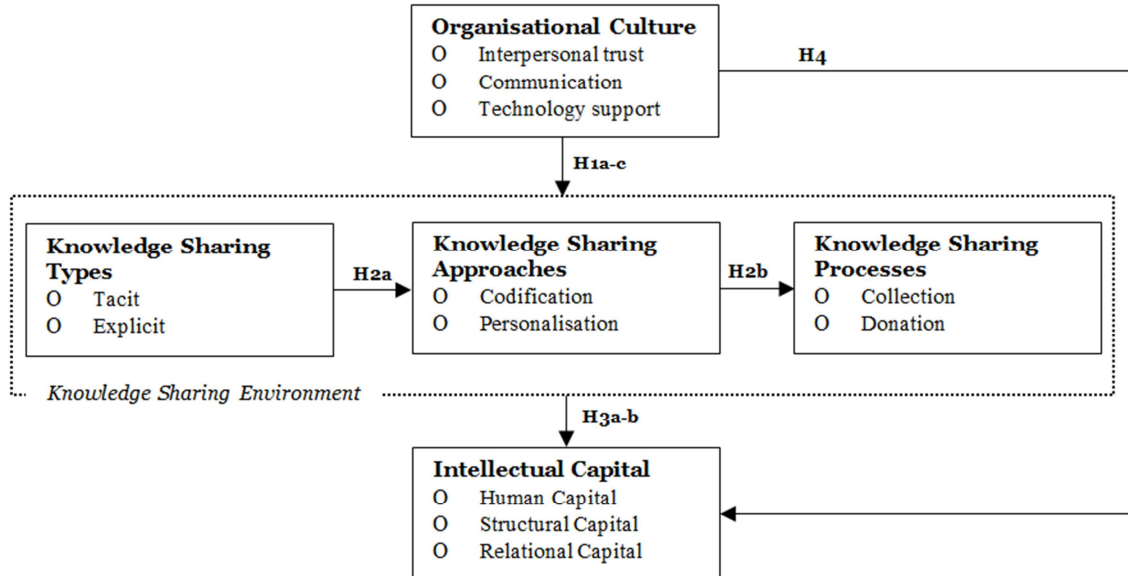 Organisational Culture
O Interpersonal trust
O Communication
O Technology support
H4
H1a-c
Knowledge Sharing
Types
O Tacit
O Explicit
H2a
Knowledge Sharing
Approaches
O Codification
O Personalisation
H2b
Knowledge Sharing
Processes
O Collection
O Donation
Knowledge Sharing Environment
H3a-b
Intellectual Capital
O Human Capital
O Structural Capital
O Relational Capital